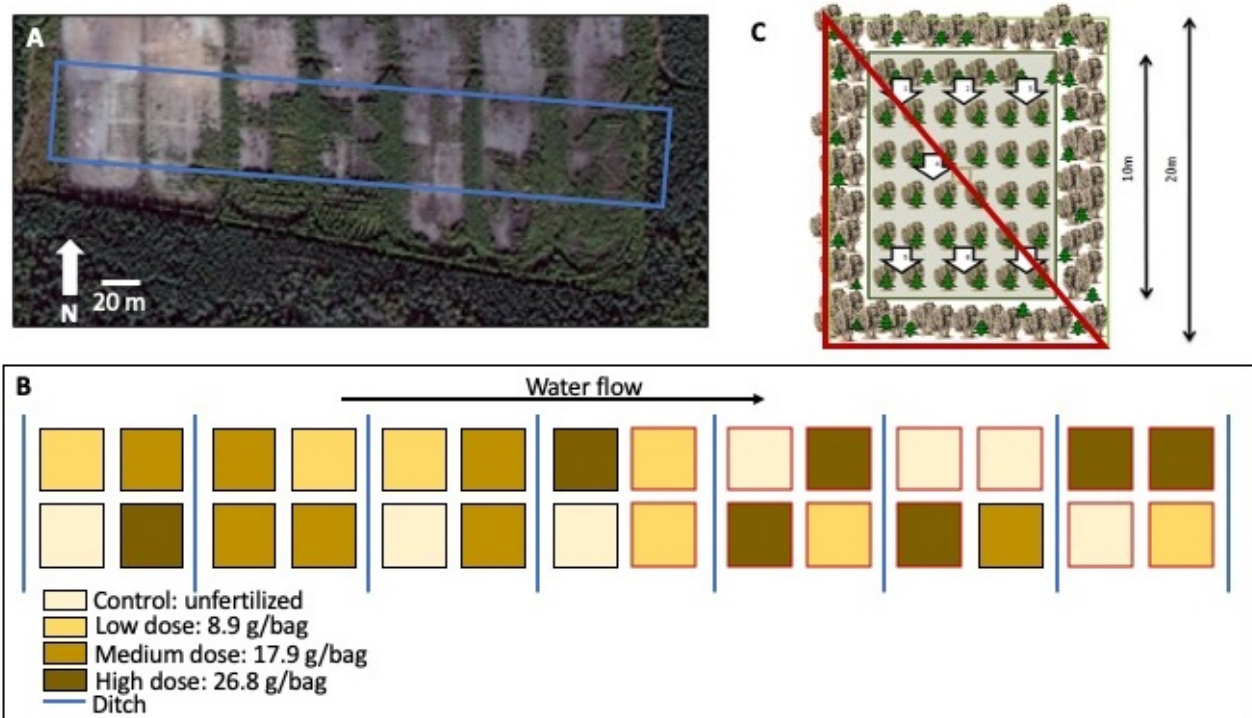 A
N
20 m
C
10m
20m
B
Water flow
Control: unfertilized
Low dose: 8.9 g/bag
Medium dose: 17.9 g/bag
High dose: 26.8 g/bag
Ditch